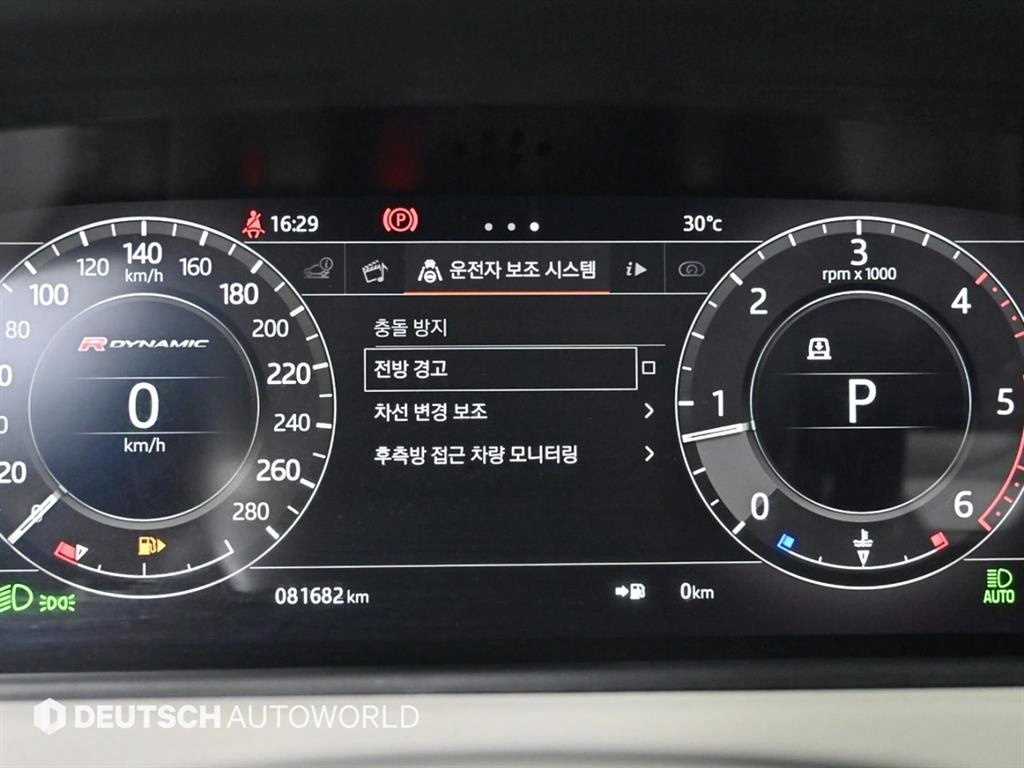 16:29
P
30°c
80
100
120
140
160
180
200
220
240
260
280
20
km/h
R DYNAMIC
0
km/h
운전자 보조 시스템
i
충돌 방지
전방 경고
차선 변경 보조
후측방 접근 차량 모니터링
0
1
2
3
4
5
6
rpm x 1000
P
081682 km
0km
AUTO
DEUTSCH AUTOWORLD